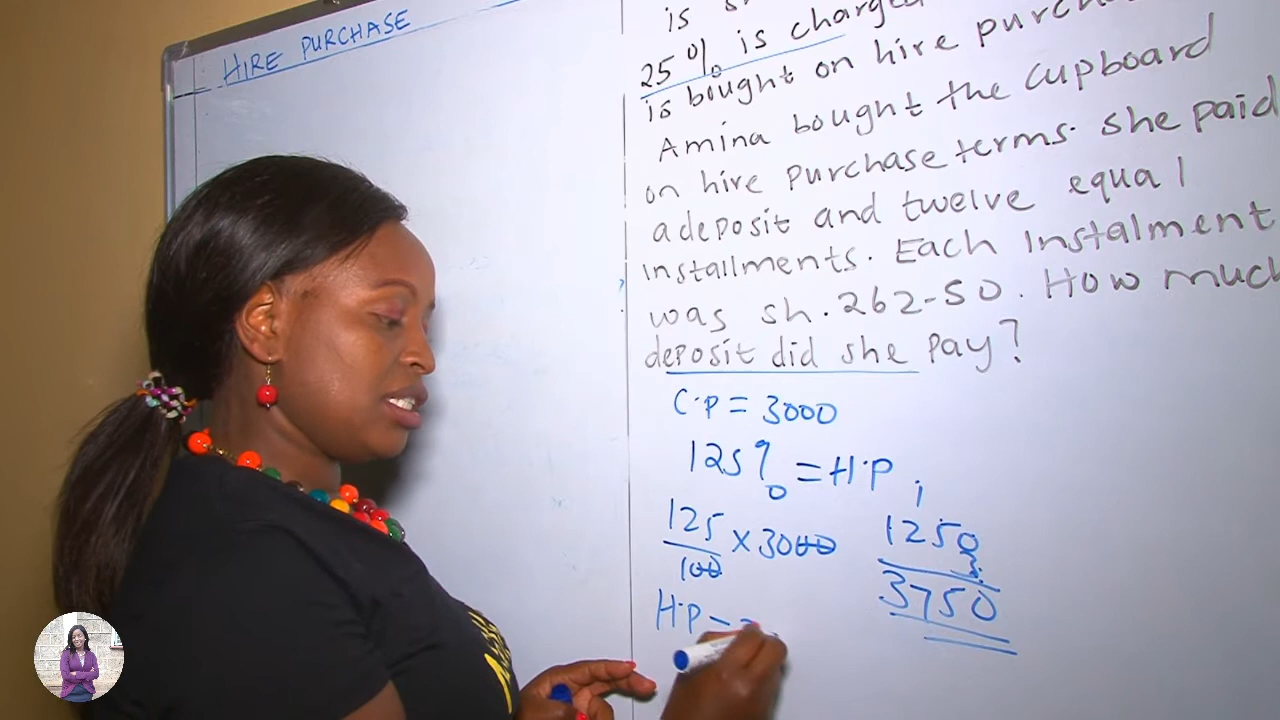 HIRE PURCHASE
is
25% is charged
is bought on hire
Amina bought the cupboard
on hire purchase terms. She paid
a deposit and twelve equal
installments. Each instalment
was sh. 262-50. How much
deposit did she pay?
C.P = 3000
125% = H.P
125
100 × 3000
1
1250
3750
H.P